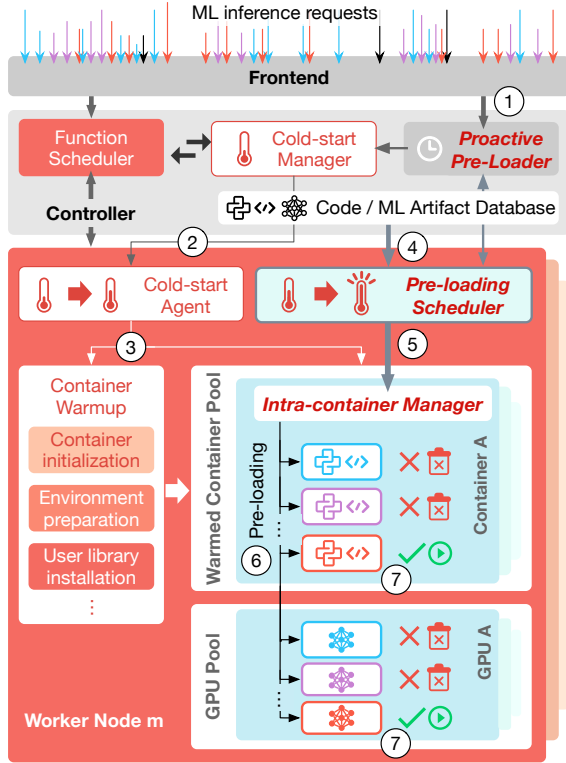 ML inference requests
Frontend
1
Function
Scheduler
Cold-start
Manager
Proactive
Pre-Loader
Controller
Code / ML Artifact Database
2
4
Cold-start
Agent
Pre-loading
Scheduler
3
5
Container
Warmup
Container
initialization
Environment
preparation
User library
installation
⋮
Warmed Container Pool
Intra-container Manager
Pre-loading
6
...
Container A
7
GPU Pool
...
GPU A
7
Worker Node m